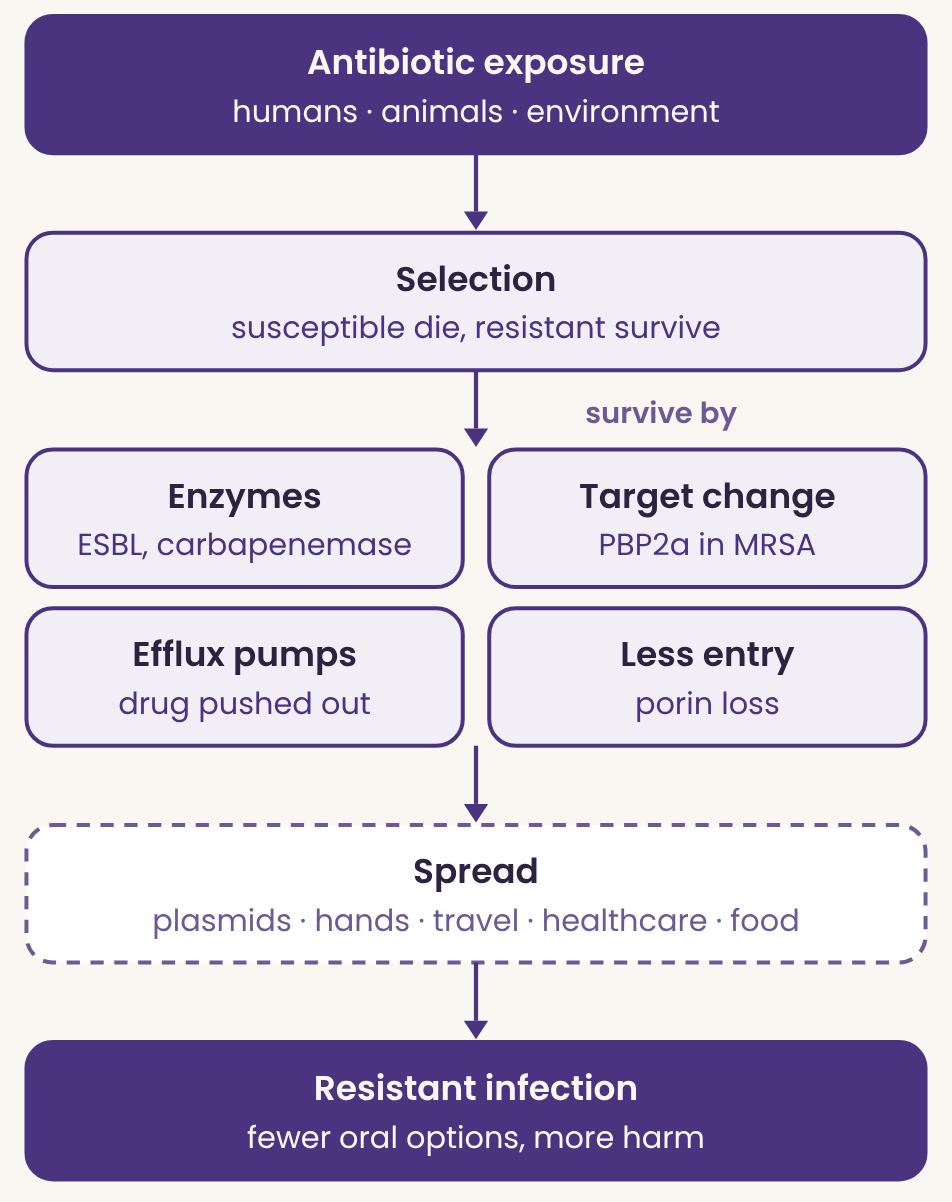 Antibiotic exposure
humans · animals · environment
Selection
susceptible die, resistant survive
survive by
Enzymes
ESBL, carbapenemase
Target change
PBP2a in MRSA
Efflux pumps
drug pushed out
Less entry
porin loss
Spread
plasmids · hands · travel · healthcare · food
Resistant infection
fewer oral options, more harm